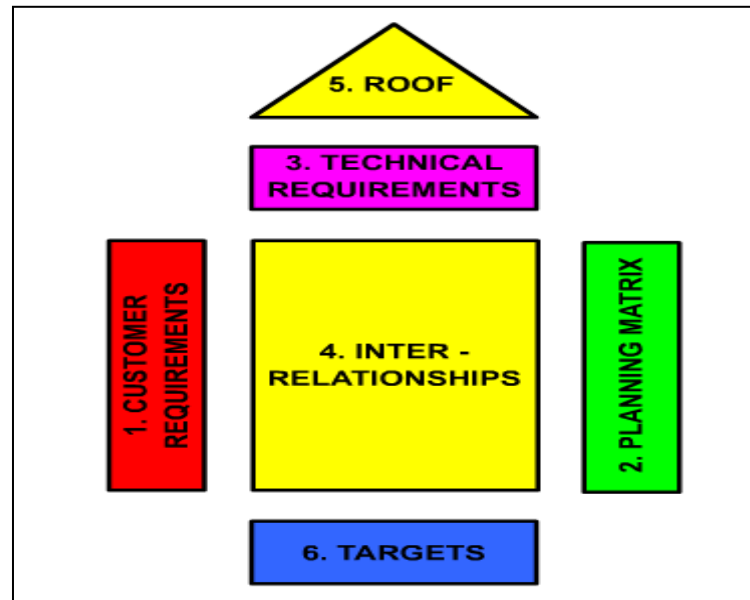 5. ROOF
3. TECHNICAL
REQUIREMENTS
1. CUSTOMER
REQUIREMENTS
4. INTER -
RELATIONSHIPS
2. PLANNING MATRIX
6. TARGETS